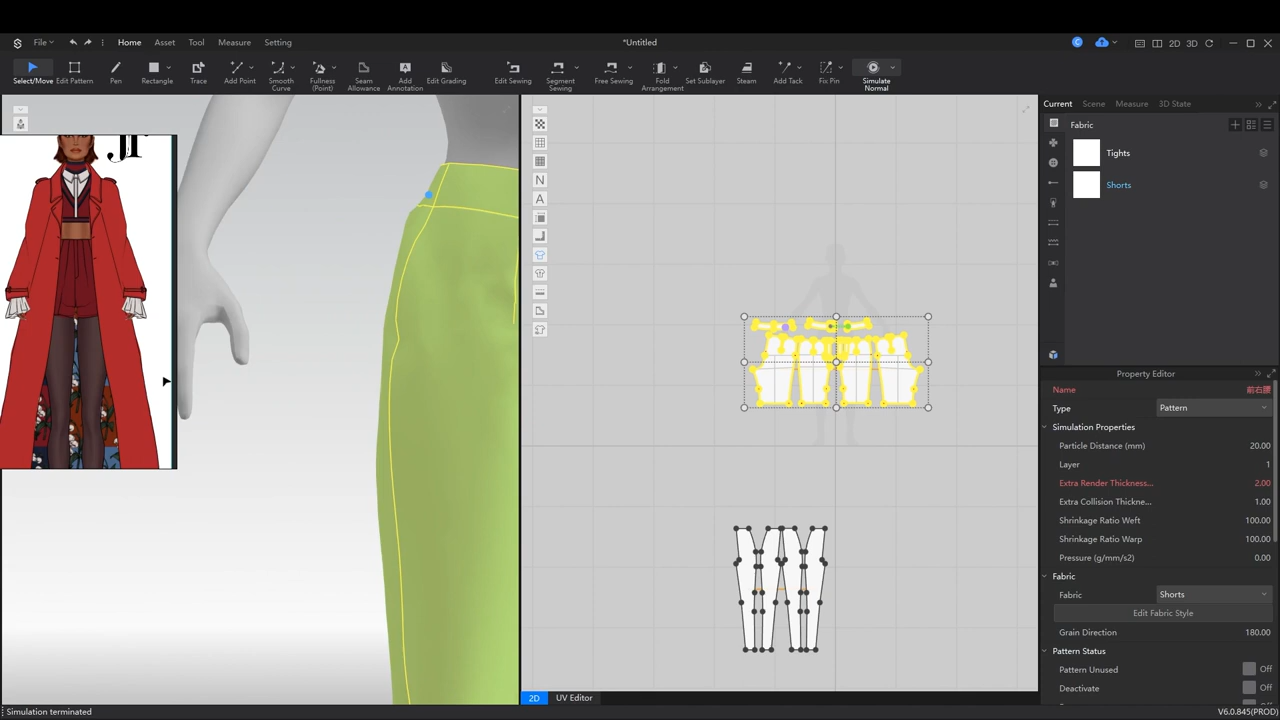 File
Home
Asset
Tool
Measure
Setting
*Untitled
2D
3D
Select/Move
Edit Pattern
Pen
Rectangle
Trace
Add Point
Smooth
Curve
Fullness
(Point)
Seam
Allowance
Add
Annotation
Edit Grading
Edit Sewing
Segment
Sewing
Free Sewing
Fold
Arrangement
Set Sublayer
Steam
Add Tack
Fix Pin
Simulate
Normal
Current
Scene
Measure
3D State
Fabric
Tights
Shorts
N
A
Property Editor
Name 前右腰
Type Pattern
Simulation Properties
Particle Distance (mm) 20.00
Layer 1
Extra Render Thickness... 2.00
Extra Collision Thickne... 1.00
Shrinkage Ratio Weft 100.00
Shrinkage Ratio Warp 100.00
Pressure (g/mm/s2) 0.00
Fabric
Fabric Shorts
Edit Fabric Style
Grain Direction 180.00
Pattern Status
Pattern Unused Off
Deactivate Off
2D
UV Editor
Simulation terminated
V6.0.845(PROD)